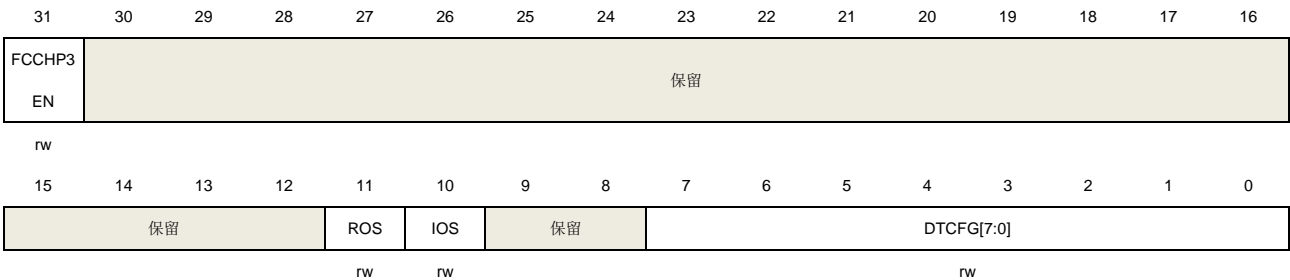 31 30 29 28 27 26 25 24 23 22 21 20 19 18 17 16
FCCHP3
EN
保留
rw
15 14 13 12 11 10 9 8 7 6 5 4 3 2 1 0
保留 ROS IOS 保留 DTCFG[7:0]
rw rw rw